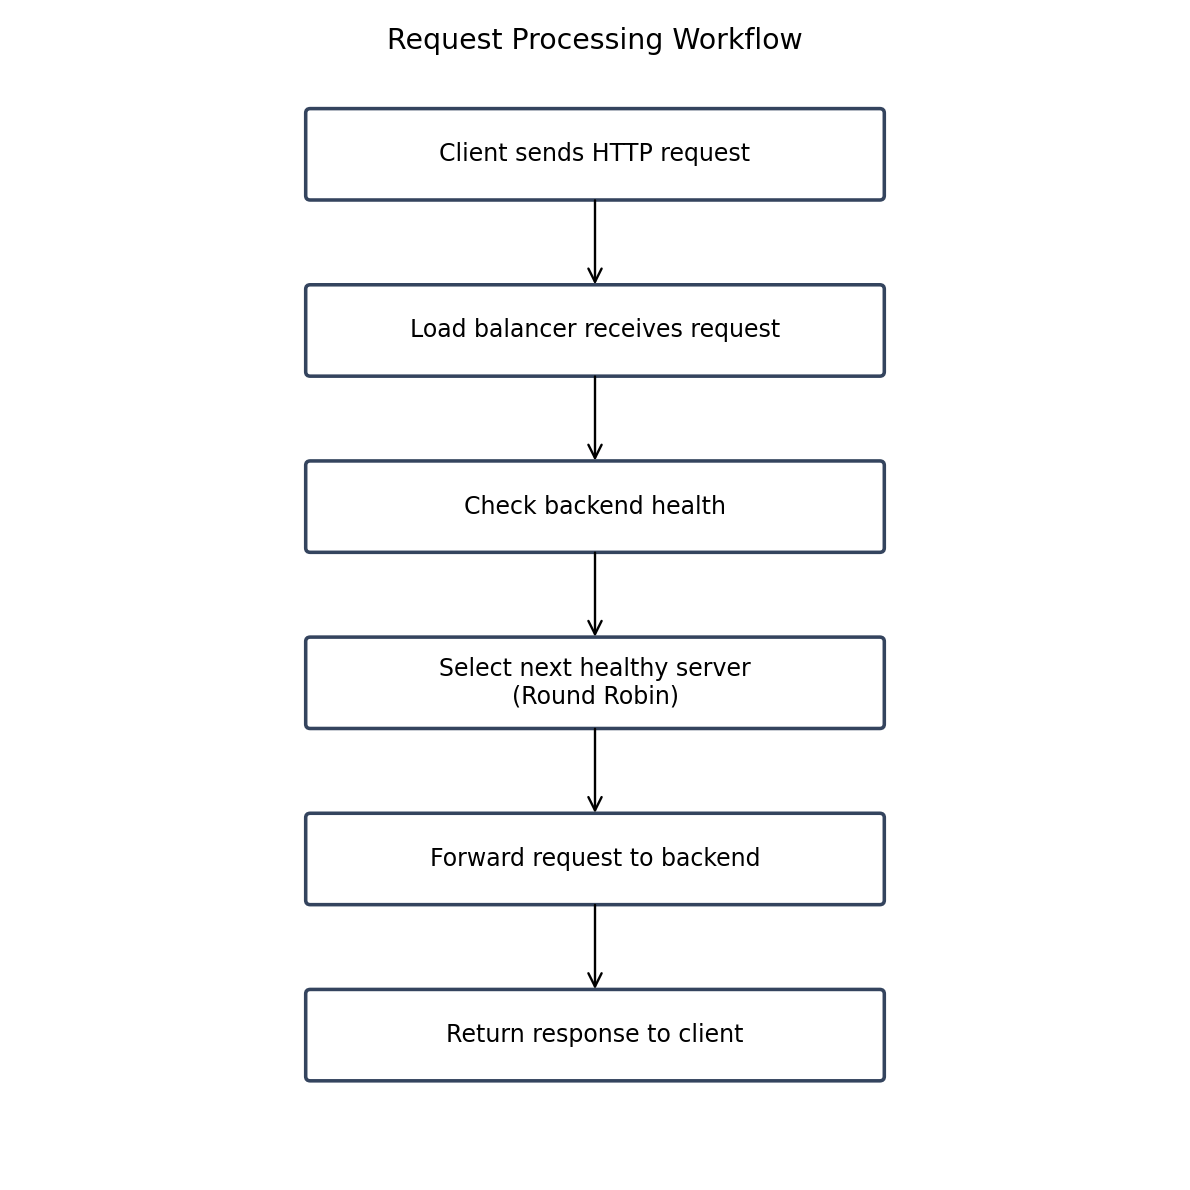 Request Processing Workflow
Client sends HTTP request
Load balancer receives request
Check backend health
Select next healthy server
(Round Robin)
Forward request to backend
Return response to client